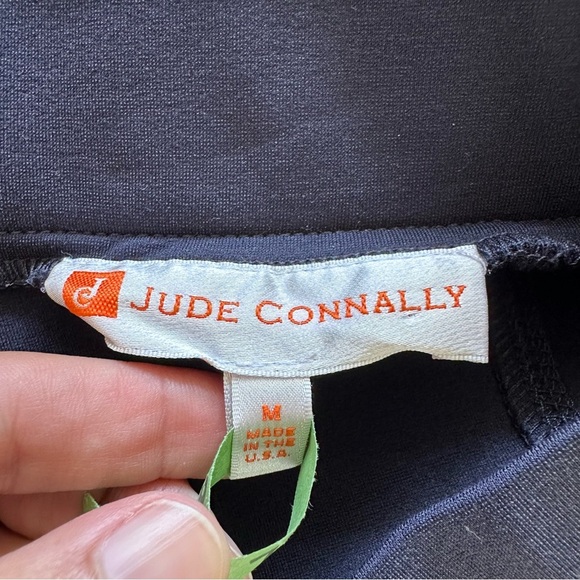 J JUDE CONNALLY
M
MADE
IN THE
U.S.A.